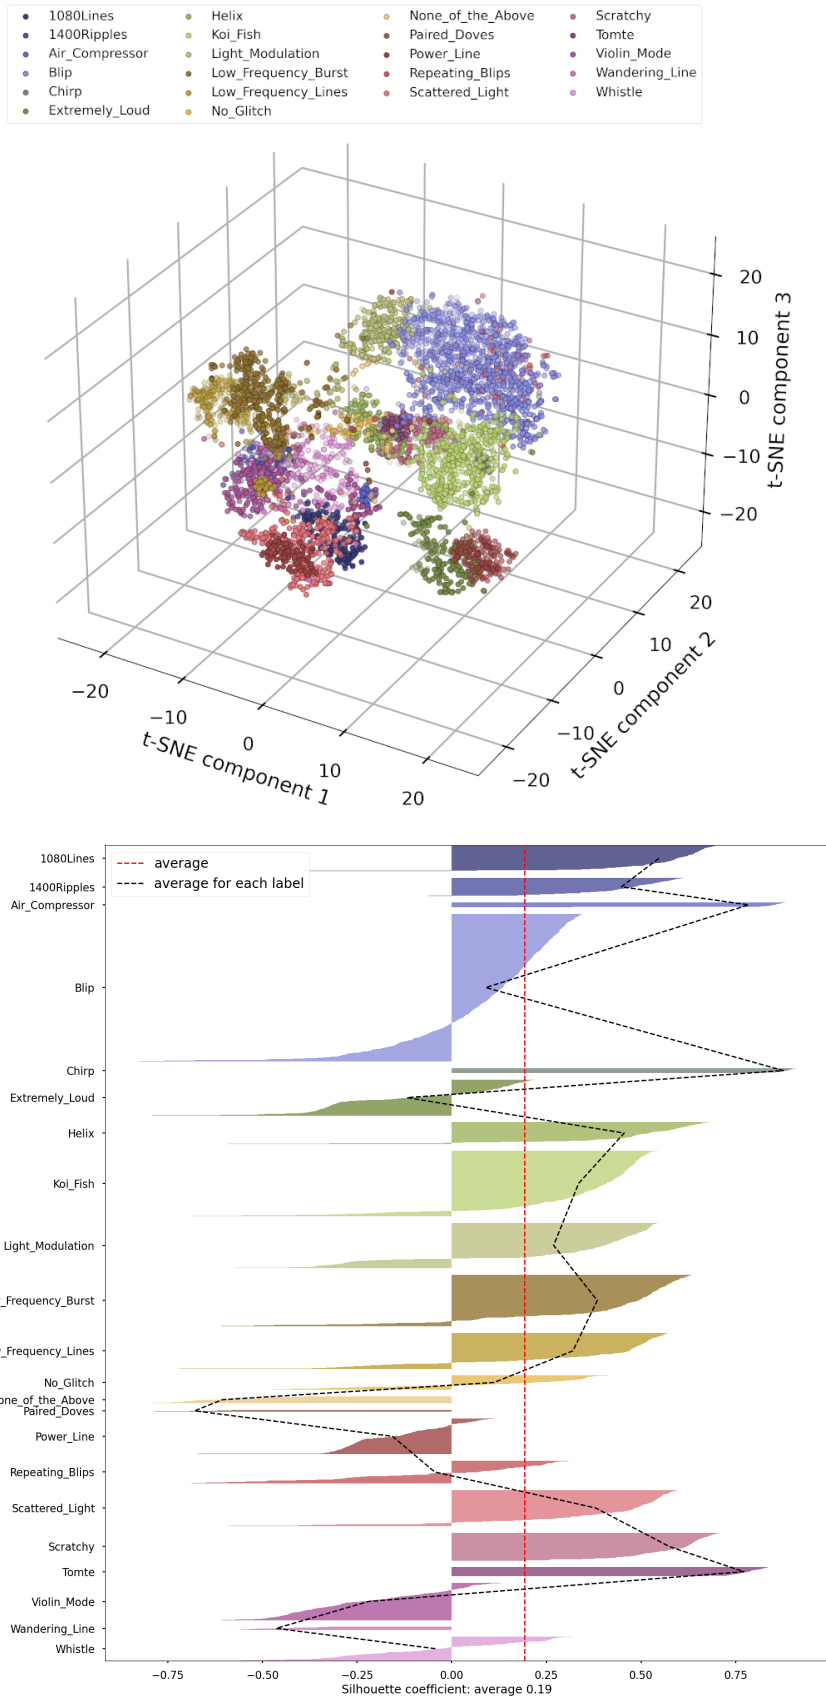 1080Lines
1400Ripples
Air_Compressor
Blip
Chirp
Extremely_Loud
Helix
Koi_Fish
Light_Modulation
Low_Frequency_Burst
Low_Frequency_Lines
No_Glitch
None_of_the_Above
Paired_Doves
Power_Line
Repeating_Blips
Scattered_Light
Scratchy
Tomte
Violin_Mode
Wandering_Line
Whistle
20
10
0
−10
−20
t-SNE component 3
20
10
0
−10
−20
t-SNE component 2
−20
−10
0
10
20
t-SNE component 1
average
average for each label
1080Lines
1400Ripples
Air_Compressor
Blip
Chirp
Extremely_Loud
Helix
Koi_Fish
Light_Modulation
_Frequency_Burst
_Frequency_Lines
No_Glitch
one_of_the_Above
Paired_Doves
Power_Line
Repeating_Blips
Scattered_Light
Scratchy
Tomte
Violin_Mode
Wandering_Line
Whistle
−0.75 −0.50 −0.25 0.00 0.25 0.50 0.75
Silhouette coefficient: average 0.19